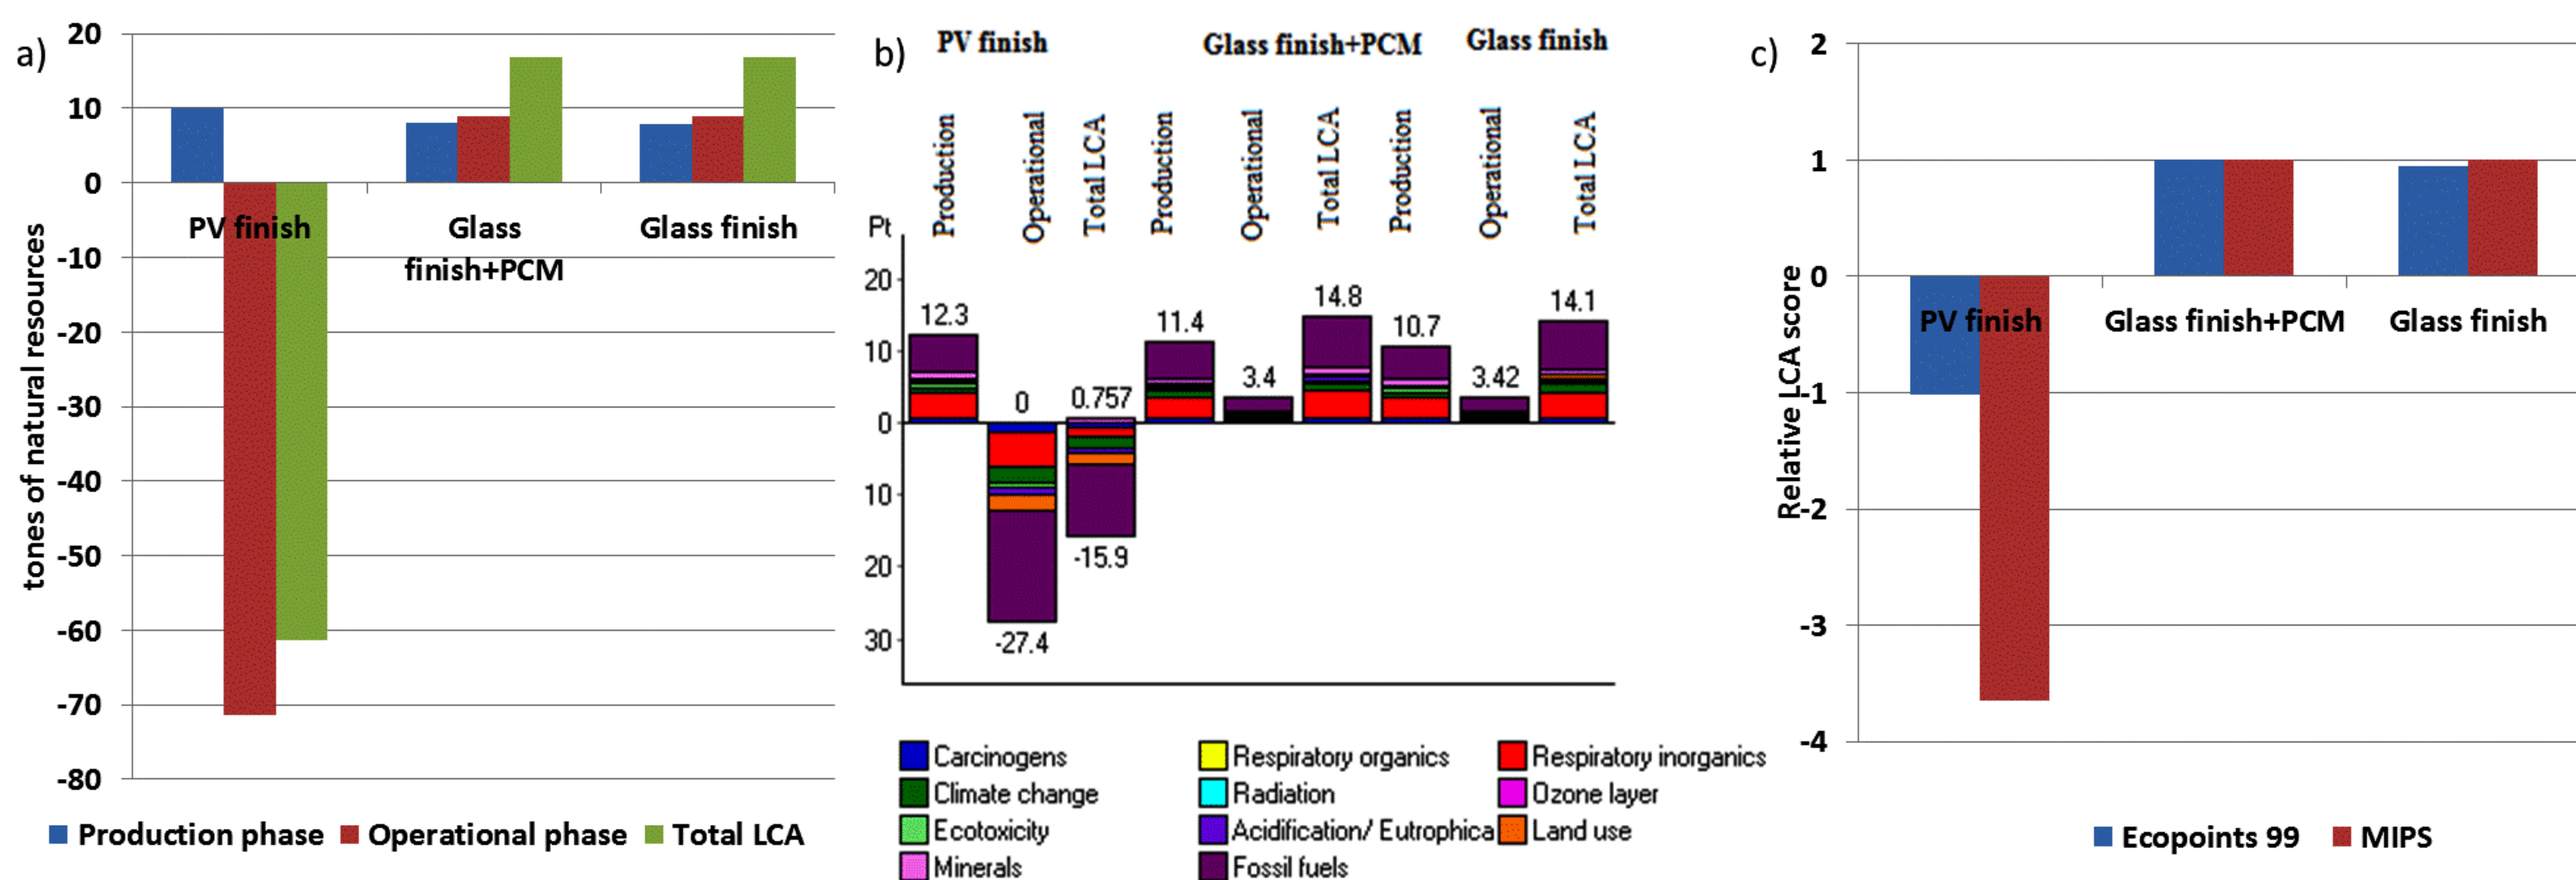 a)
20
10
0
-10
-20
-30
-40
-50
-60
-70
-80
tones of natural resources
PV finish
Glass
finish+PCM
Glass finish
Production phase
Operational phase
Total LCA
b)
PV finish
Glass finish+PCM
Glass finish
Production
Operational
Total LCA
Production
Operational
Total LCA
Production
Operational
Total LCA
Pt
20
10
0
10
20
30
12.3
0
-27.4
0.757
-15.9
11.4
3.4
14.8
10.7
3.42
14.1
Carcinogens
Respiratory organics
Respiratory inorganics
Climate change
Radiation
Ozone layer
Ecotoxicity
Acidification/ Eutrophica
Land use
Minerals
Fossil fuels
c)
2
1
0
-1
-2
-3
-4
Relative LCA score
PV finish
Glass finish+PCM
Glass finish
Ecopoints 99
MIPS